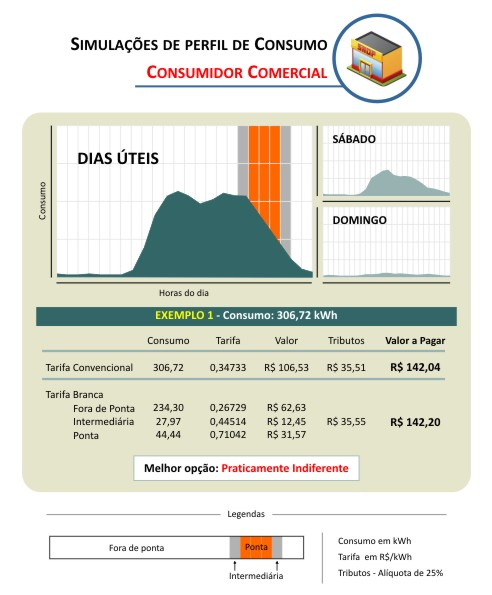 SIMULAÇÕES DE PERFIL DE CONSUMO
CONSUMIDOR COMERCIAL
SHOP
DIAS ÚTEIS
Consumo
Horas do dia
SÁBADO
DOMINGO
EXEMPLO 1 - Consumo: 306,72 kWh
Consumo Tarifa Valor Tributos Valor a Pagar
Tarifa Convencional 306,72 0,34733 R$ 106,53 R$ 35,51 R$ 142,04
Tarifa Branca
Fora de Ponta 234,30 0,26729 R$ 62,63
Intermediária 27,97 0,44514 R$ 12,45 R$ 35,55 R$ 142,20
Ponta 44,44 0,71042 R$ 31,57
Melhor opção: Praticamente Indiferente
Legendas
Fora de ponta Ponta
Intermediária
Consumo em kWh
Tarifa em R$/kWh
Tributos - Alíquota de 25%